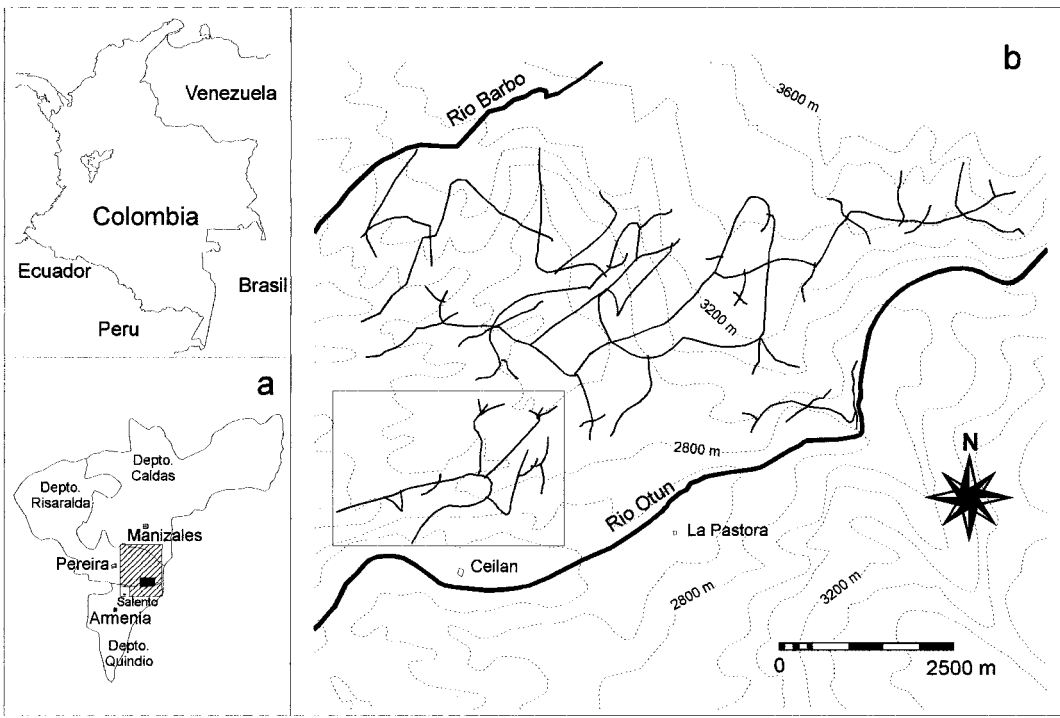 Venezuela
Colombia
Ecuador
Brasil
Peru
a
Depto.
Caldas
Depto.
Risaralda
Manizales
Pereira
Salento
Armenia
Depto.
Quindio
b
Rio Barbo
3600 m
3200 m
2800 m
Rio Otun
La Pastora
Ceilan
2800 m
3200 m
N
0 2500 m